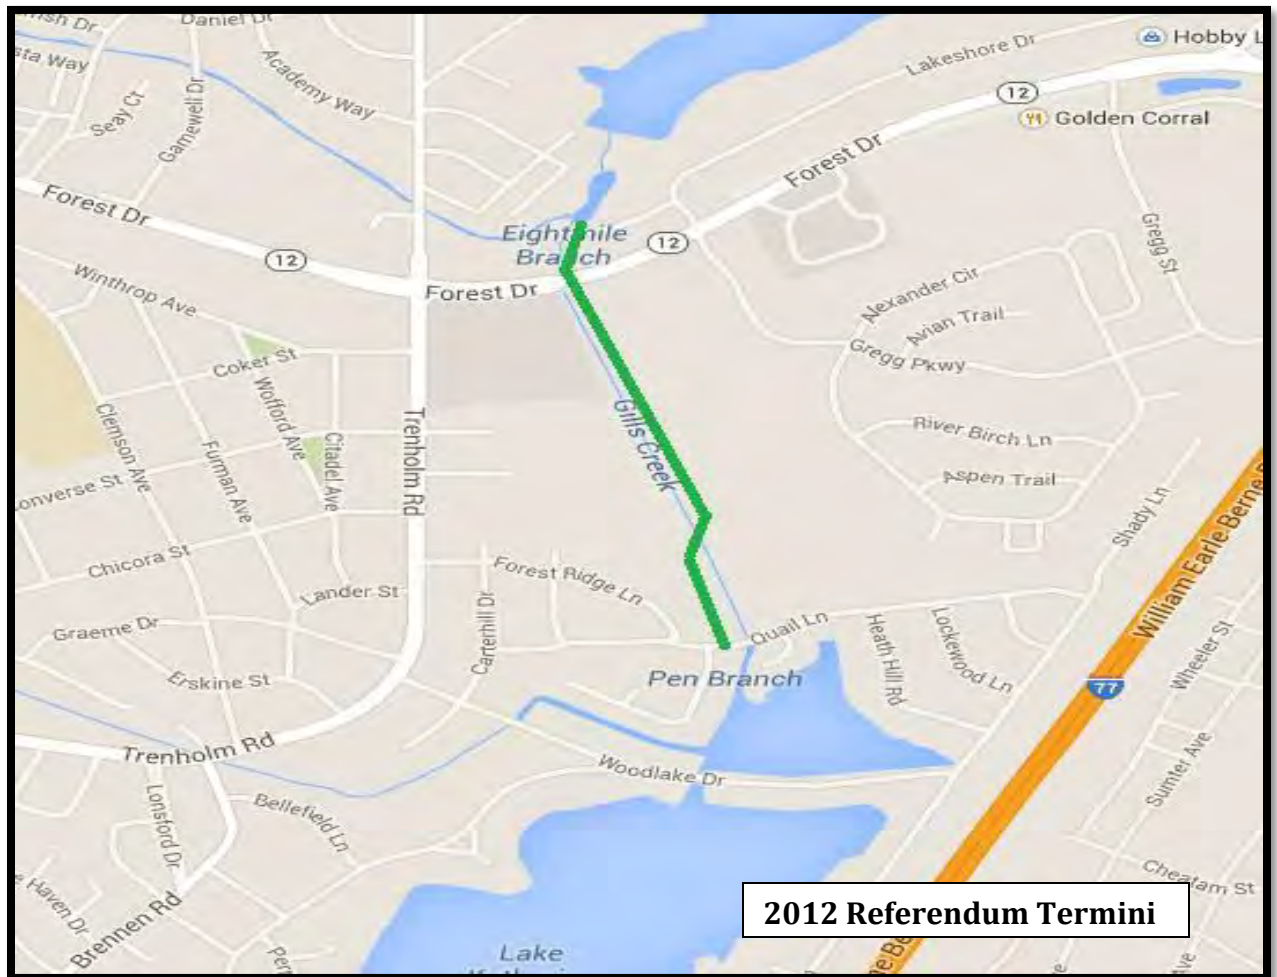 Daniel Dr
Hobby L
sta Way
Lakeshore Dr
Academy Way
Seay Ct
Gamewell Dr
12
Golden Corral
Forest Dr
Forest Dr
Gregg St
Eightmile
Branch
12
12
Winthrop Ave
Forest Dr
Alexander Cir
Avian Trail
Gregg Pkwy
Coker St
Wofford Ave
Clemson Ave
Furman Ave
Citadel Ave
Trenholm Rd
Gills Creek
River Birch Ln
Aspen Trail
onverse St
Shady Ln
William Earle Berne
Chicora St
Lander St
Forest Ridge Ln
Carterhill Dr
Graeme Dr
Quail Ln
Heath Hill Rd
Lockewood Ln
Wheeler St
Erskine St
Pen Branch
77
Trenholm Rd
Woodlake Dr
Sumter Ave
Lonsford Dr
Bellefield Ln
Cheatam St
e Haven Dr
Brennen Rd
2012 Referendum Termini
Lake